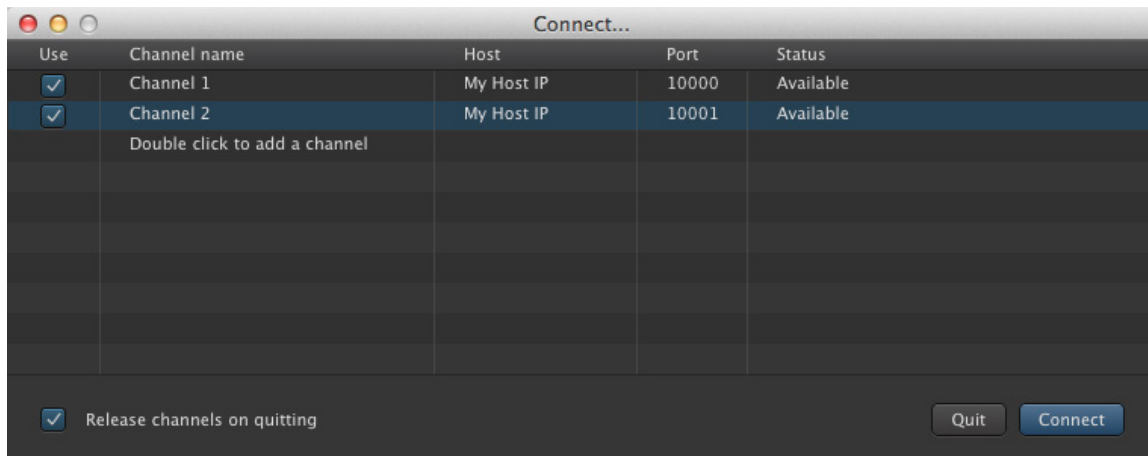 Connect...
Use Channel name Host Port Status
Channel 1 My Host IP 10000 Available
Channel 2 My Host IP 10001 Available
Double click to add a channel
Release channels on quitting Quit Connect